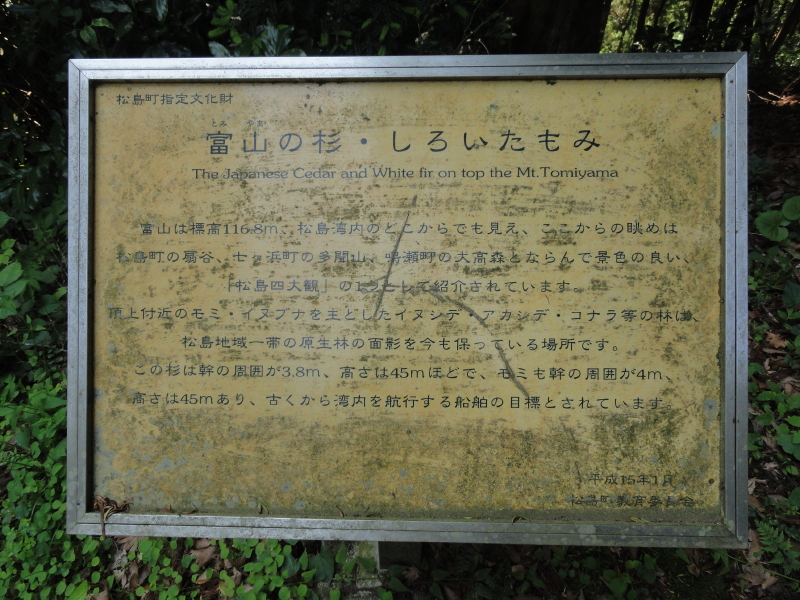 松島町指定文化財
とみ やま
富山の杉・しろいたもみ
The Japanese Cedar and White fir on top the Mt.Tomiyama
富山は標高116.8m、松島湾内のどこからでも見え、ここからの眺めは
松島町の扇谷、七ヶ浜町の多聞山、鳴瀬町の大高森とならんで景色の良い、
「松島四大観」の1つとして紹介されています。
頂上付近のモミ・イヌブナを主としたイヌシデ・アカシデ・コナラ等の林は、
松島地域一帯の原生林の面影を今も保っている場所です。
この杉は幹の周囲が3.8m、高さは45mほどで、モミも幹の周囲が4m、
高さは45mあり、古くから湾内を航行する船舶の目標とされています。
平成15年1月
松島町教育委員会